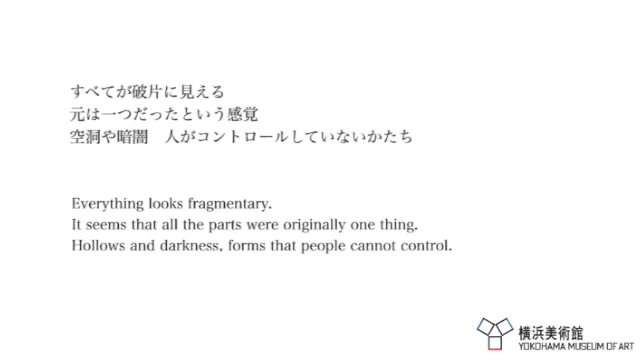 すべてが破片に見える
元は一つだったという感覚
空洞や暗闇　人がコントロールしていないかたち
Everything looks fragmentary.
It seems that all the parts were originally one thing.
Hollows and darkness, forms that people cannot control.
横浜美術館
YOKOHAMA MUSEUM OF ART